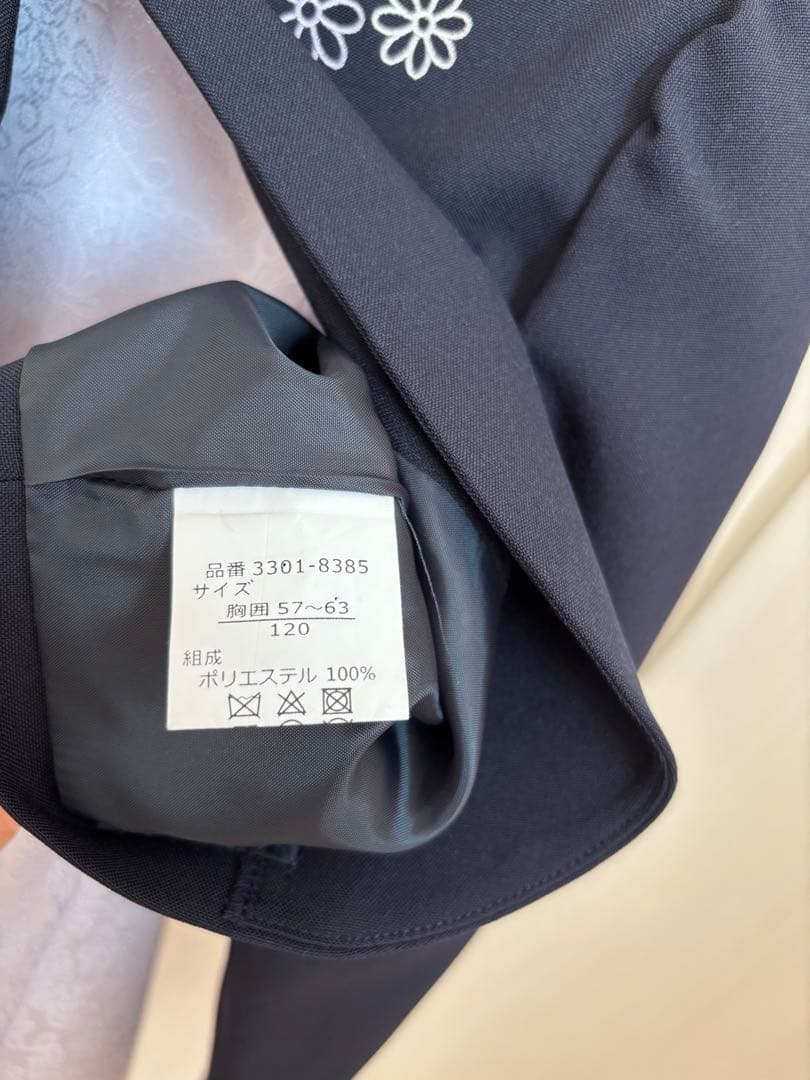 品番 3301-8385
サイズ
胸囲 57～63
120
組成
ポリエステル 100%